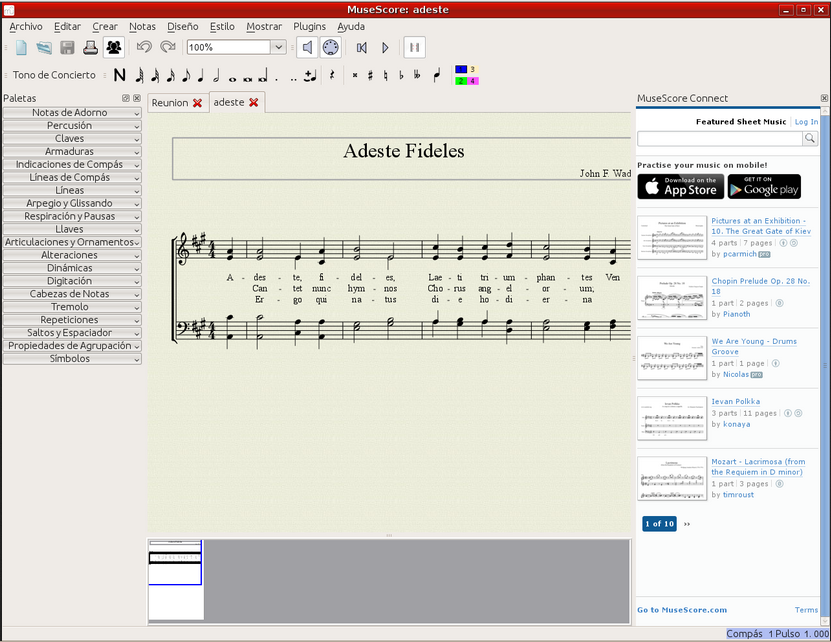 MuseScore: adeste
Archivo Editar Crear Notas Diseño Estilo Mostrar Plugins Ayuda
100%
Tono de Concierto N 1 3
2 4
Paletas
Notas de Adorno
Percusión
Claves
Armaduras
Indicaciones de Compás
Líneas de Compás
Líneas
Arpegio y Glissando
Respiración y Pausas
Llaves
Articulaciones y Ornamentos
Alteraciones
Dinámicas
Digitación
Cabezas de Notas
Tremolo
Repeticiones
Saltos y Espaciador
Propiedades de Agrupación
Símbolos
Reunion adeste
Adeste Fideles
John F. Wad
A - des - te, fi - del - es, Lae - ti tri - um - phan - tes Ven
Can - tet nunc hym - nos Cho - rus ang - el - or - um;
Er - go qui na - tus di - e ho - di - er - na
MuseScore Connect
Featured Sheet Music Log In
Practise your music on mobile!
Download on the App Store
GET IT ON Google play
Pictures at an Exhibition -
10. The Great Gate of Kiev
4 parts 7 pages
by pcarmich pro
Chopin Prelude Op. 28 No.
18
1 part 2 pages
by Pianoth
We Are Young - Drums
Groove
1 part 1 page
by Nicolas pro
Ievan Polkka
3 parts 11 pages
by konaya
Mozart - Lacrimosa (from
the Requiem in D minor)
1 part 3 pages
by timroust
1 of 10 »
Go to MuseScore.com Terms
Compás 1 Pulso 1. 000